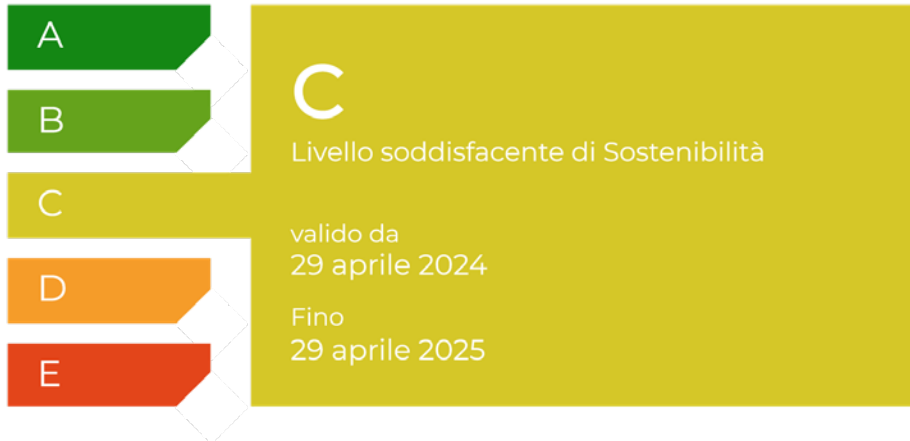 A
B
C
D
E
C
Livello soddisfacente di Sostenibilità
valido da
29 aprile 2024
Fino
29 aprile 2025